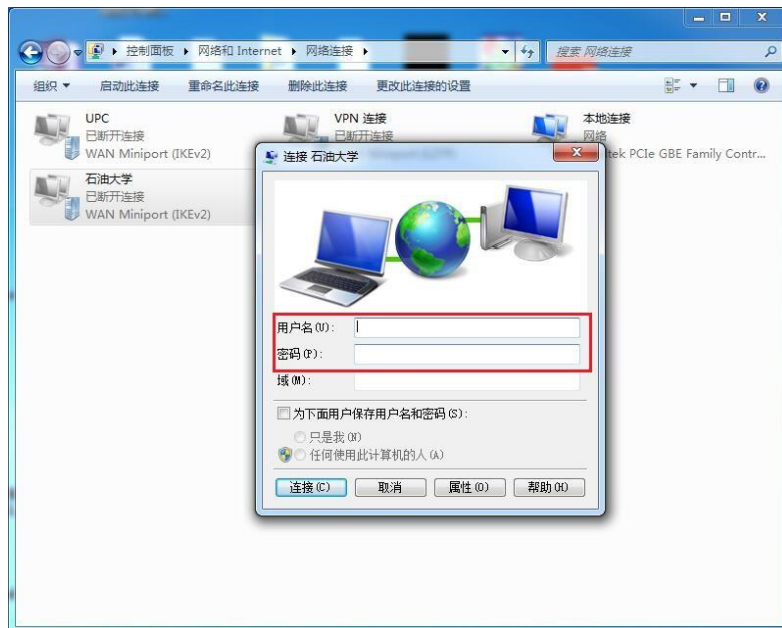 控制面板 ▸ 网络和 Internet ▸ 网络连接 ▸
搜索 网络连接
组织 启动此连接 重命名此连接 删除此连接 更改此连接的设置
UPC
已断开连接
WAN Miniport (IKEv2)
VPN 连接
已断开连接
本地连接
网络
tek PCIe GBE Family Contr...
石油大学
已断开连接
WAN Miniport (IKEv2)
连接 石油大学
用户名(U):
密码(P):
域(M):
为下面用户保存用户名和密码(S):
只是我(N)
任何使用此计算机的人(A)
连接(C) 取消 属性(O) 帮助(H)